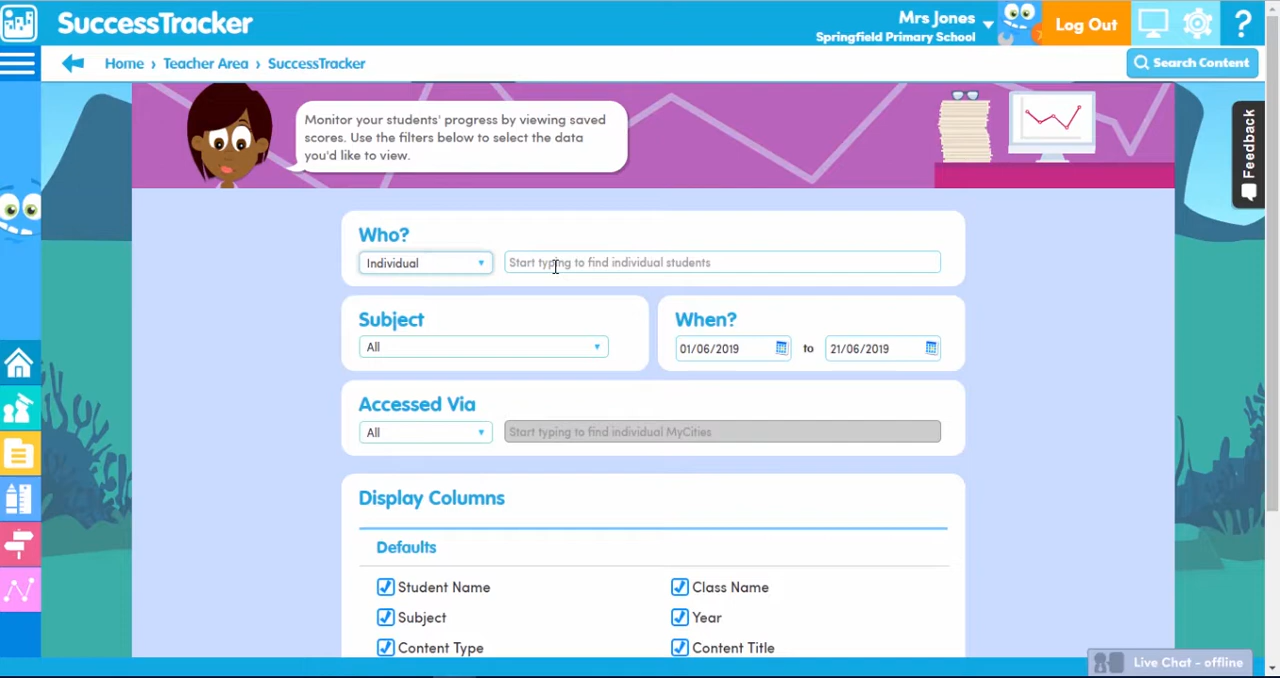 SuccessTracker
Mrs Jones
Springfield Primary School
Log Out
?
Home › Teacher Area › SuccessTracker
Search Content
Monitor your students' progress by viewing saved
scores. Use the filters below to select the data
you'd like to view.
Feedback
Who?
Individual
Start typing to find individual students
Subject
All
When?
01/06/2019 to 21/06/2019
Accessed Via
All
Start typing to find individual MyCities
Display Columns
Defaults
Student Name
Class Name
Subject
Year
Content Type
Content Title
Live Chat - offline